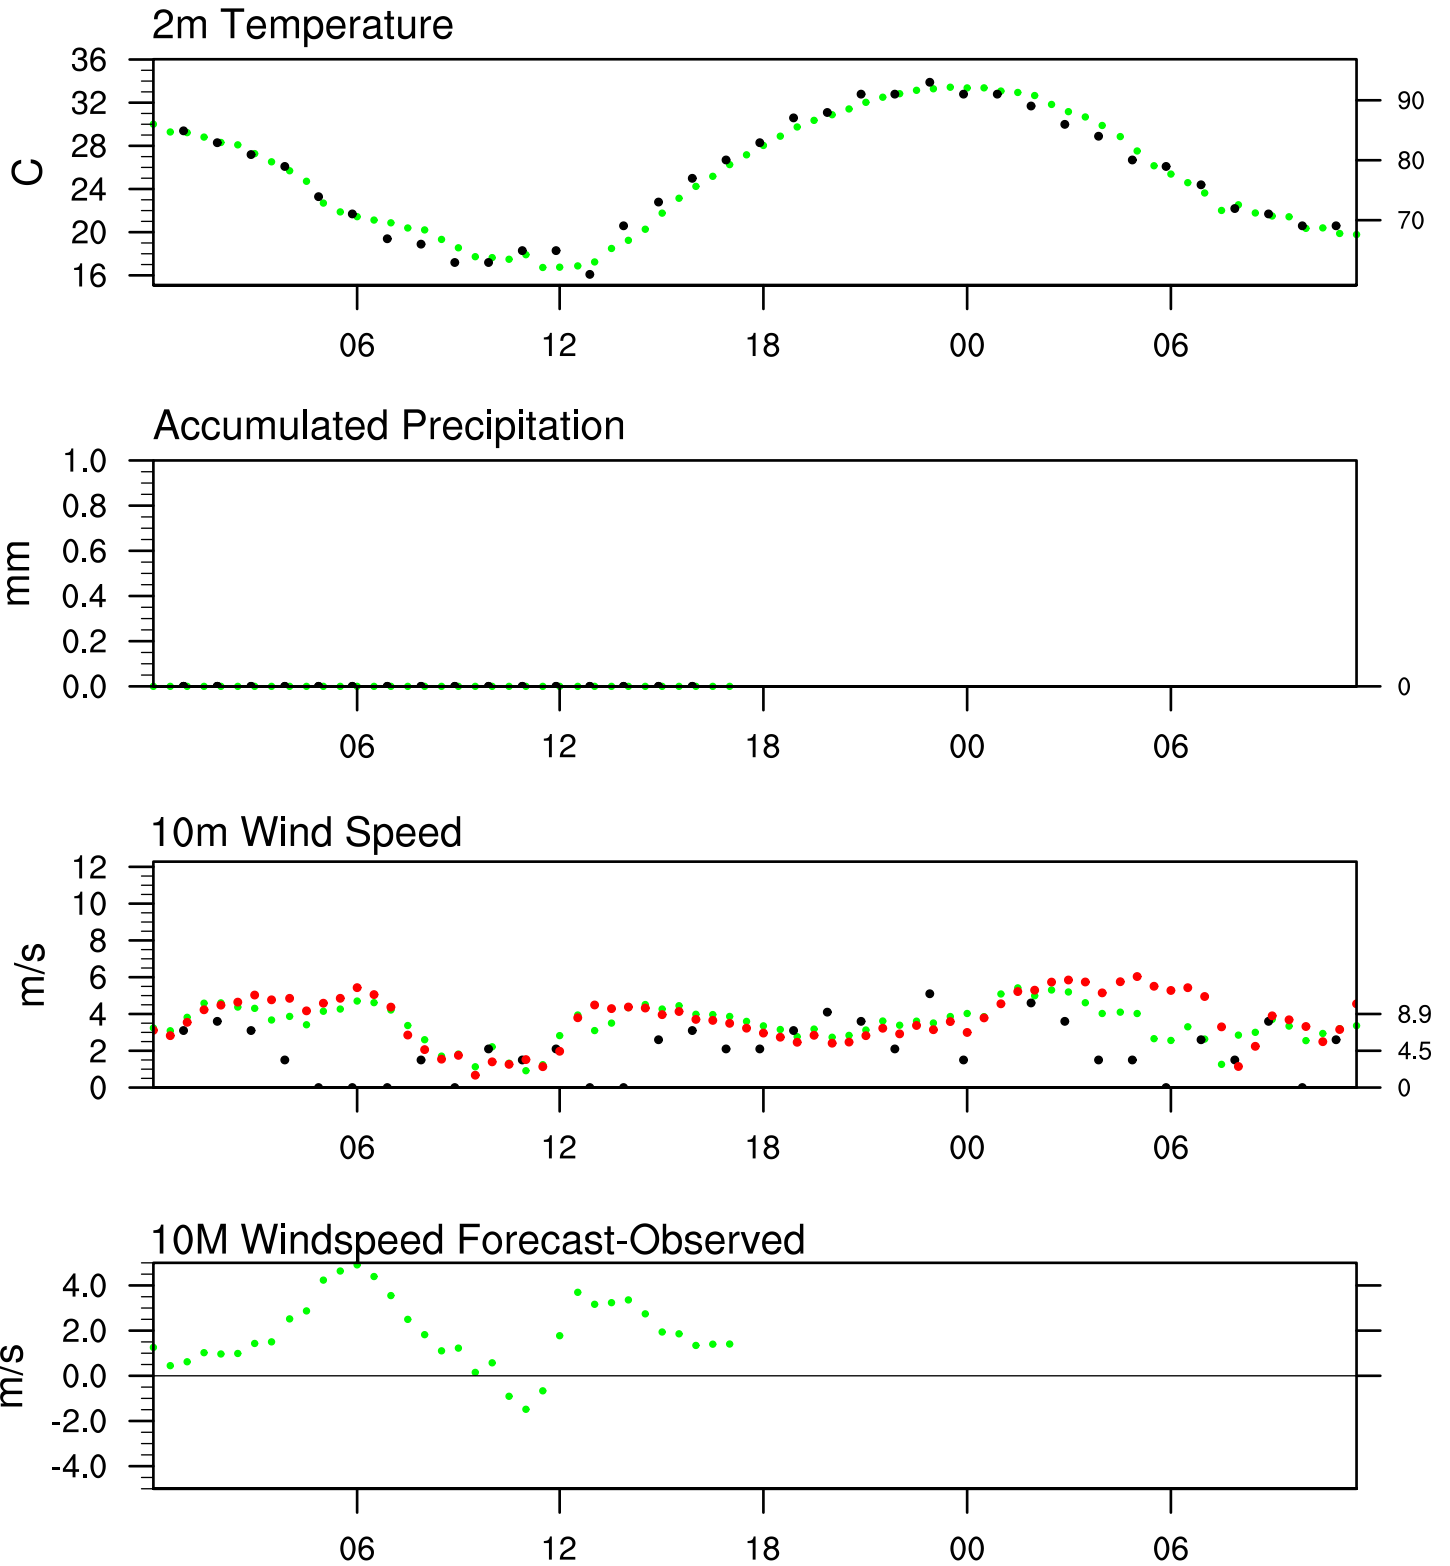 2m Temperature
36
32
28
24
20
16
C
90
80
70
06 12 18 00 06
Accumulated Precipitation
1.0
0.8
0.6
0.4
0.2
0.0
mm
0
06 12 18 00 06
10m Wind Speed
12
10
8
6
4
2
0
m/s
8.9
4.5
0
06 12 18 00 06
10M Windspeed Forecast-Observed
4.0
2.0
0.0
-2.0
-4.0
m/s
06 12 18 00 06